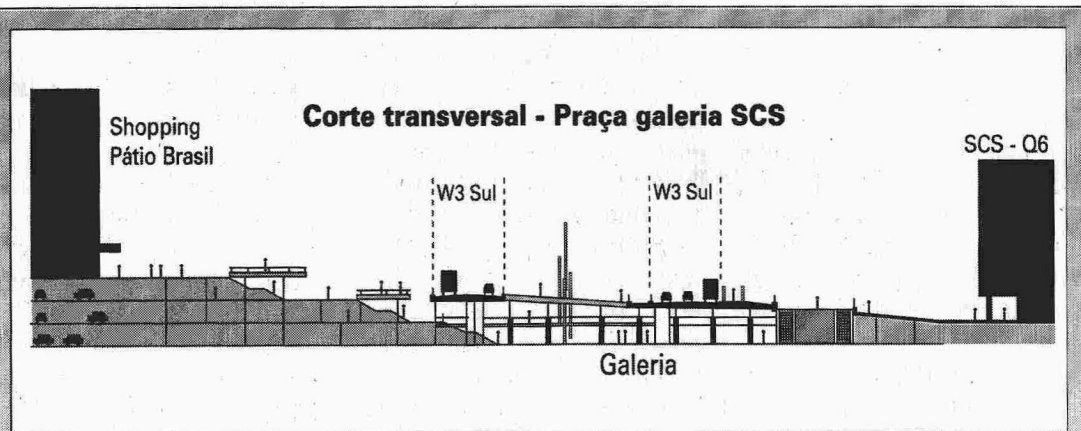 Corte transversal - Praça galeria SCS
Shopping
Pátio Brasil
SCS - Q6
W3 Sul
W3 Sul
Galeria